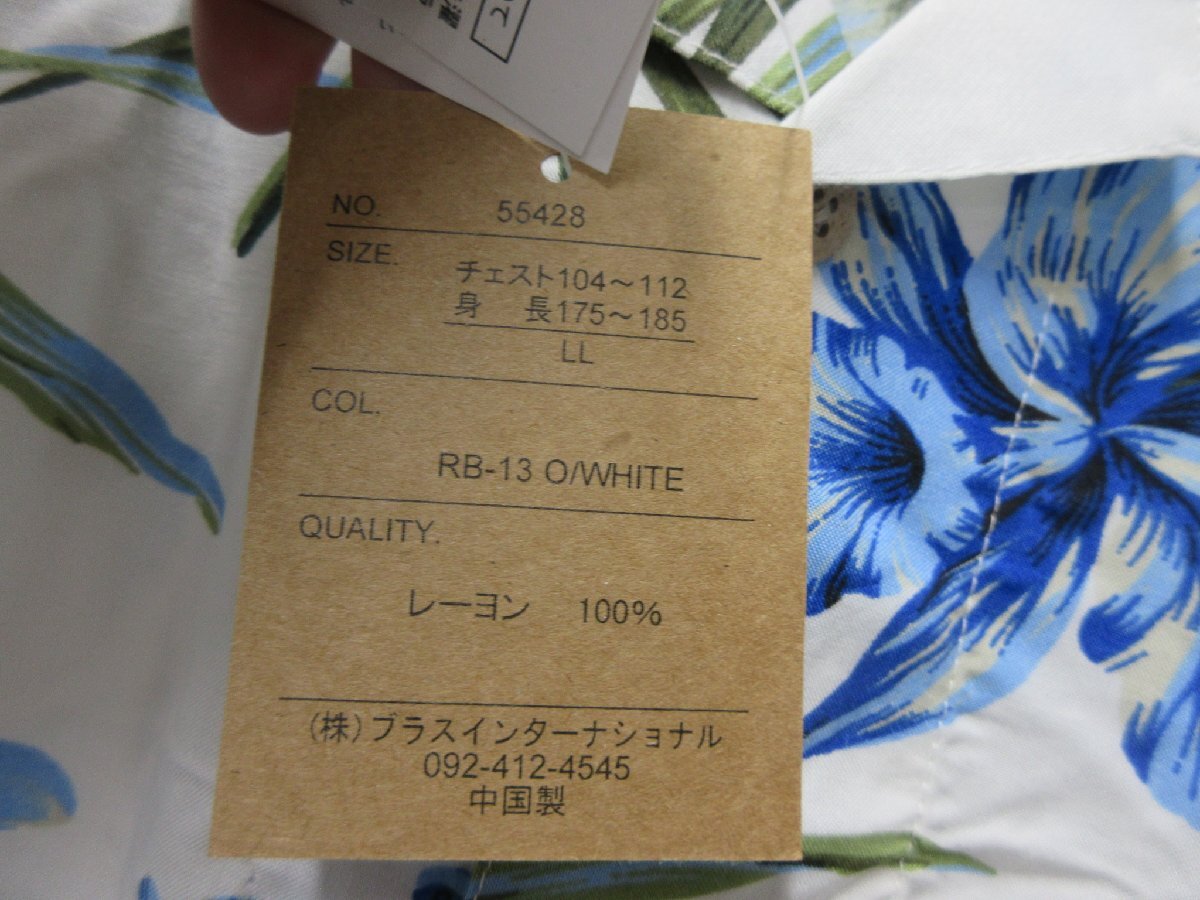 NO. 55428
SIZE.
チェスト104～112
身 長175～185
LL
COL.
RB-13 O/WHITE
QUALITY.
レーヨン 100%
(株)ブラスインターナショナル
092-412-4545
中国製